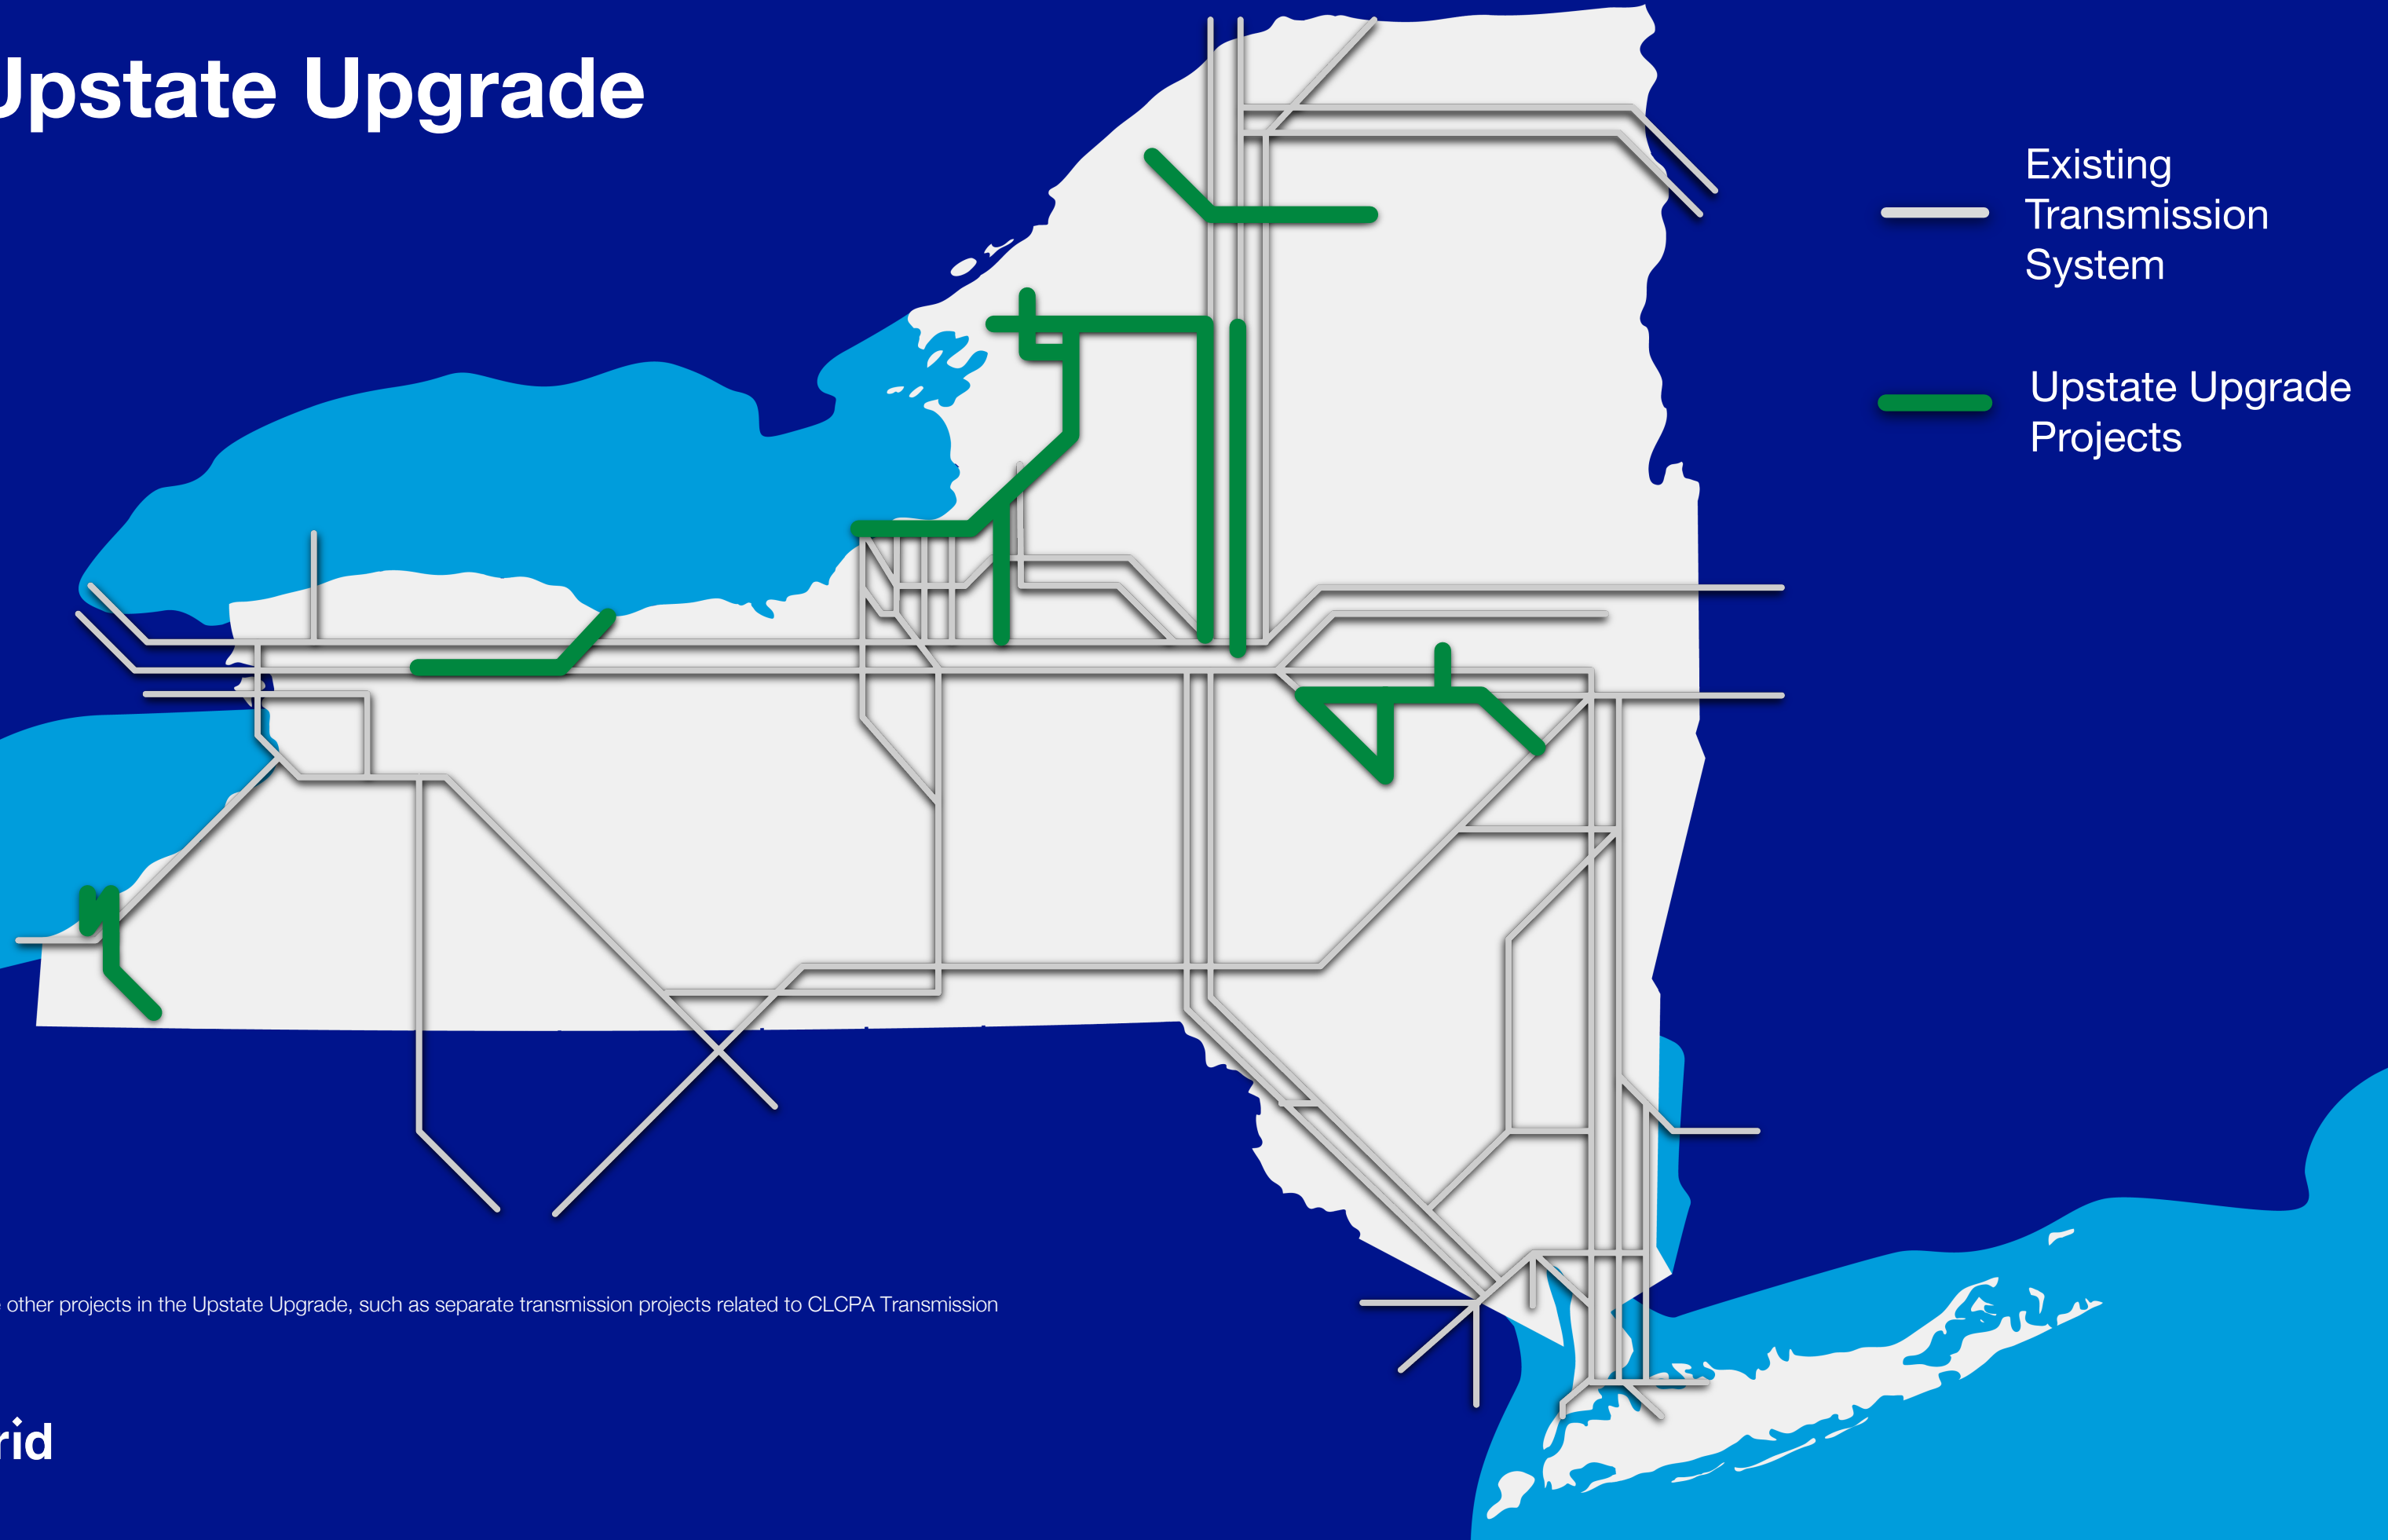 Upstate Upgrade
Existing
Transmission
System
Upstate Upgrade
Projects
other projects in the Upstate Upgrade, such as separate transmission projects related to CLCPA Transmission
rid